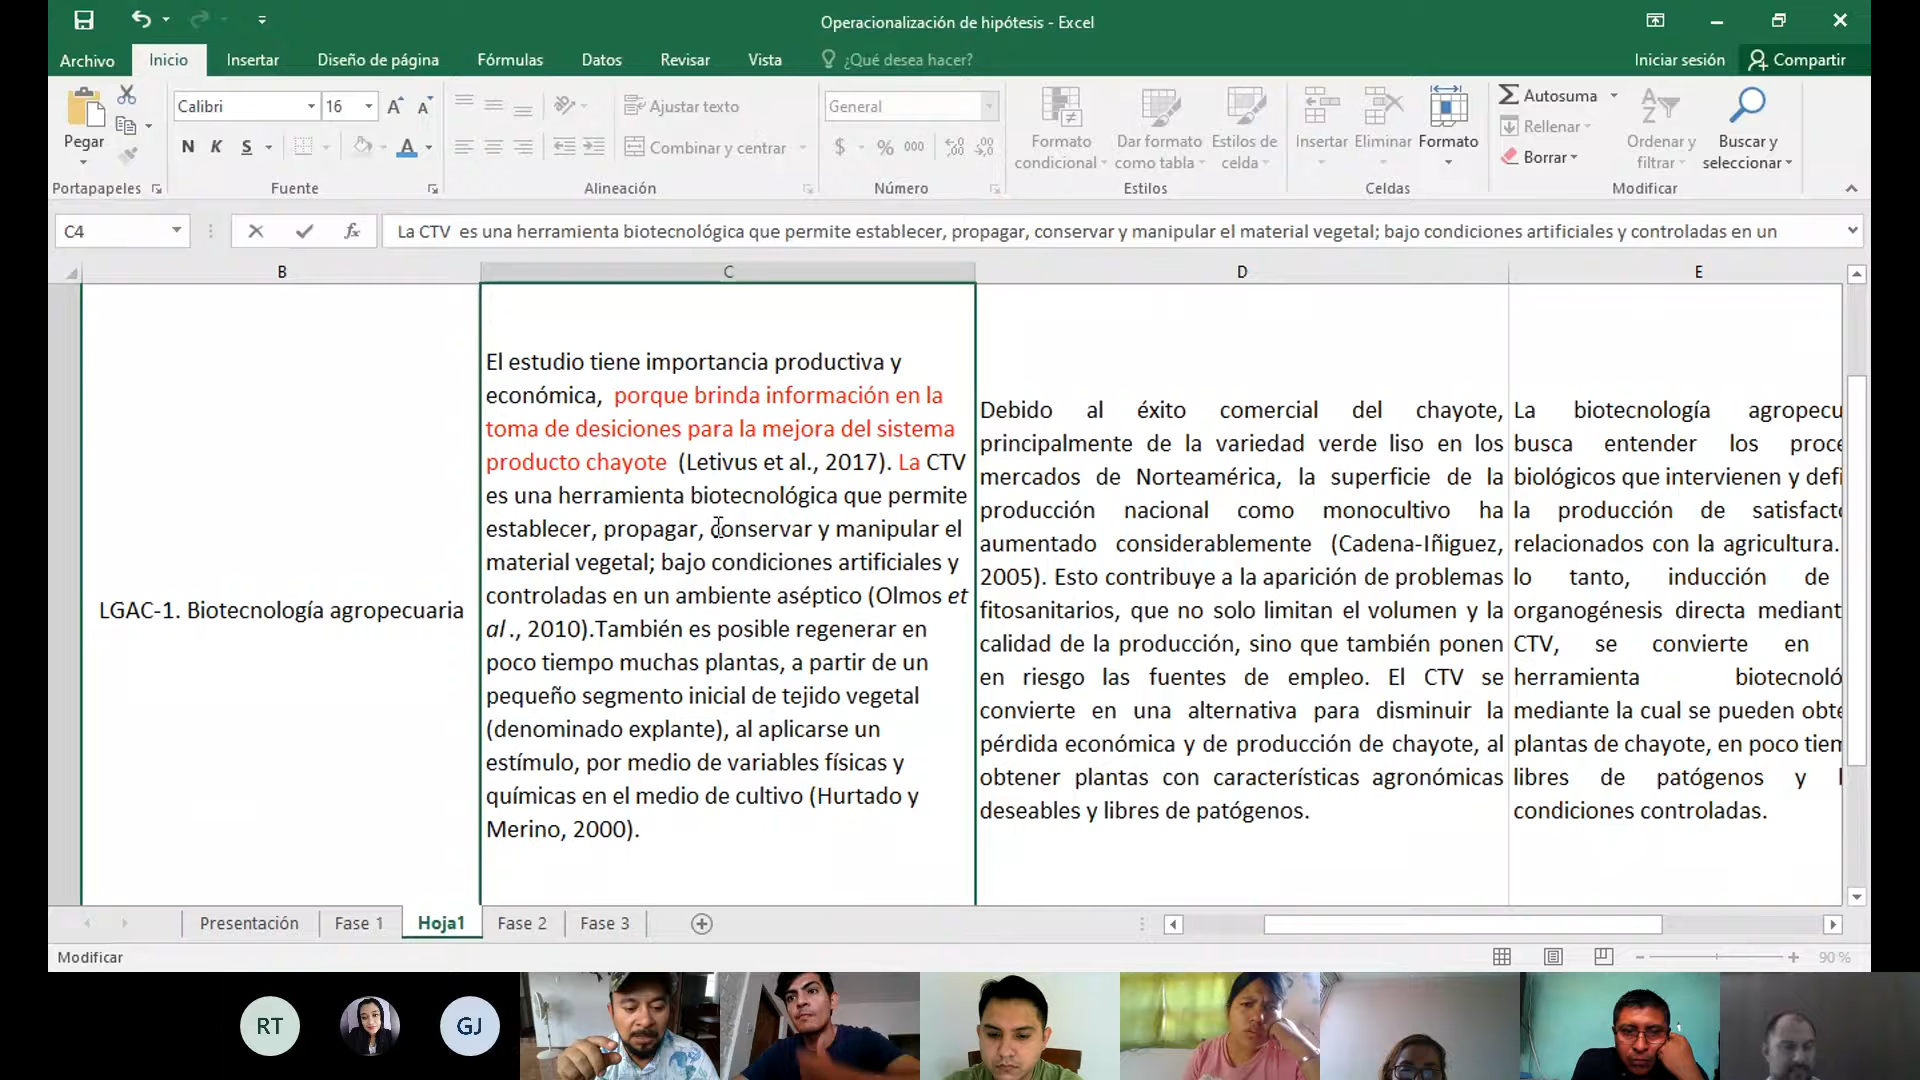 Operacionalización de hipótesis - Excel
Archivo
Inicio
Insertar
Diseño de página
Fórmulas
Datos
Revisar
Vista
¿Qué desea hacer?
Iniciar sesión
Compartir
Pegar
Portapapeles
Calibri
16
N K S
Fuente
Ajustar texto
Combinar y centrar
Alineación
General
$ % 000
Número
Formato
condicional
Dar formato
como tabla
Estilos de
celda
Estilos
Insertar
Eliminar
Formato
Celdas
Autosuma
Rellenar
Borrar
Ordenar y
filtrar
Buscar y
seleccionar
Modificar
C4
fx
La CTV  es una herramienta biotecnológica que permite establecer, propagar, conservar y manipular el material vegetal; bajo condiciones artificiales y controladas en un
B
C
D
E
LGAC-1. Biotecnología agropecuaria
El estudio tiene importancia productiva y
económica,  porque brinda información en la
toma de desiciones para la mejora del sistema
producto chayote  (Letivus et al., 2017). La CTV
es una herramienta biotecnológica que permite
establecer, propagar, conservar y manipular el
material vegetal; bajo condiciones artificiales y
controladas en un ambiente aséptico (Olmos et
al ., 2010).También es posible regenerar en
poco tiempo muchas plantas, a partir de un
pequeño segmento inicial de tejido vegetal
(denominado explante), al aplicarse un
estímulo, por medio de variables físicas y
químicas en el medio de cultivo (Hurtado y
Merino, 2000).
Debido al éxito comercial del chayote,
principalmente de la variedad verde liso en los
mercados de Norteamérica, la superficie de la
producción nacional como monocultivo ha
aumentado considerablemente (Cadena-Iñiguez,
2005). Esto contribuye a la aparición de problemas
fitosanitarios, que no solo limitan el volumen y la
calidad de la producción, sino que también ponen
en riesgo las fuentes de empleo. El CTV se
convierte en una alternativa para disminuir la
pérdida económica y de producción de chayote, al
obtener plantas con características agronómicas
deseables y libres de patógenos.
La biotecnología agropecu
busca entender los proce
biológicos que intervienen y defi
la producción de satisfact
relacionados con la agricultura.
lo tanto, inducción de
organogénesis directa mediant
CTV, se convierte en
herramienta biotecnoló
mediante la cual se pueden obte
plantas de chayote, en poco tiem
libres de patógenos y
condiciones controladas.
Presentación
Fase 1
Hoja1
Fase 2
Fase 3
Modificar
90 %
RT
GJ